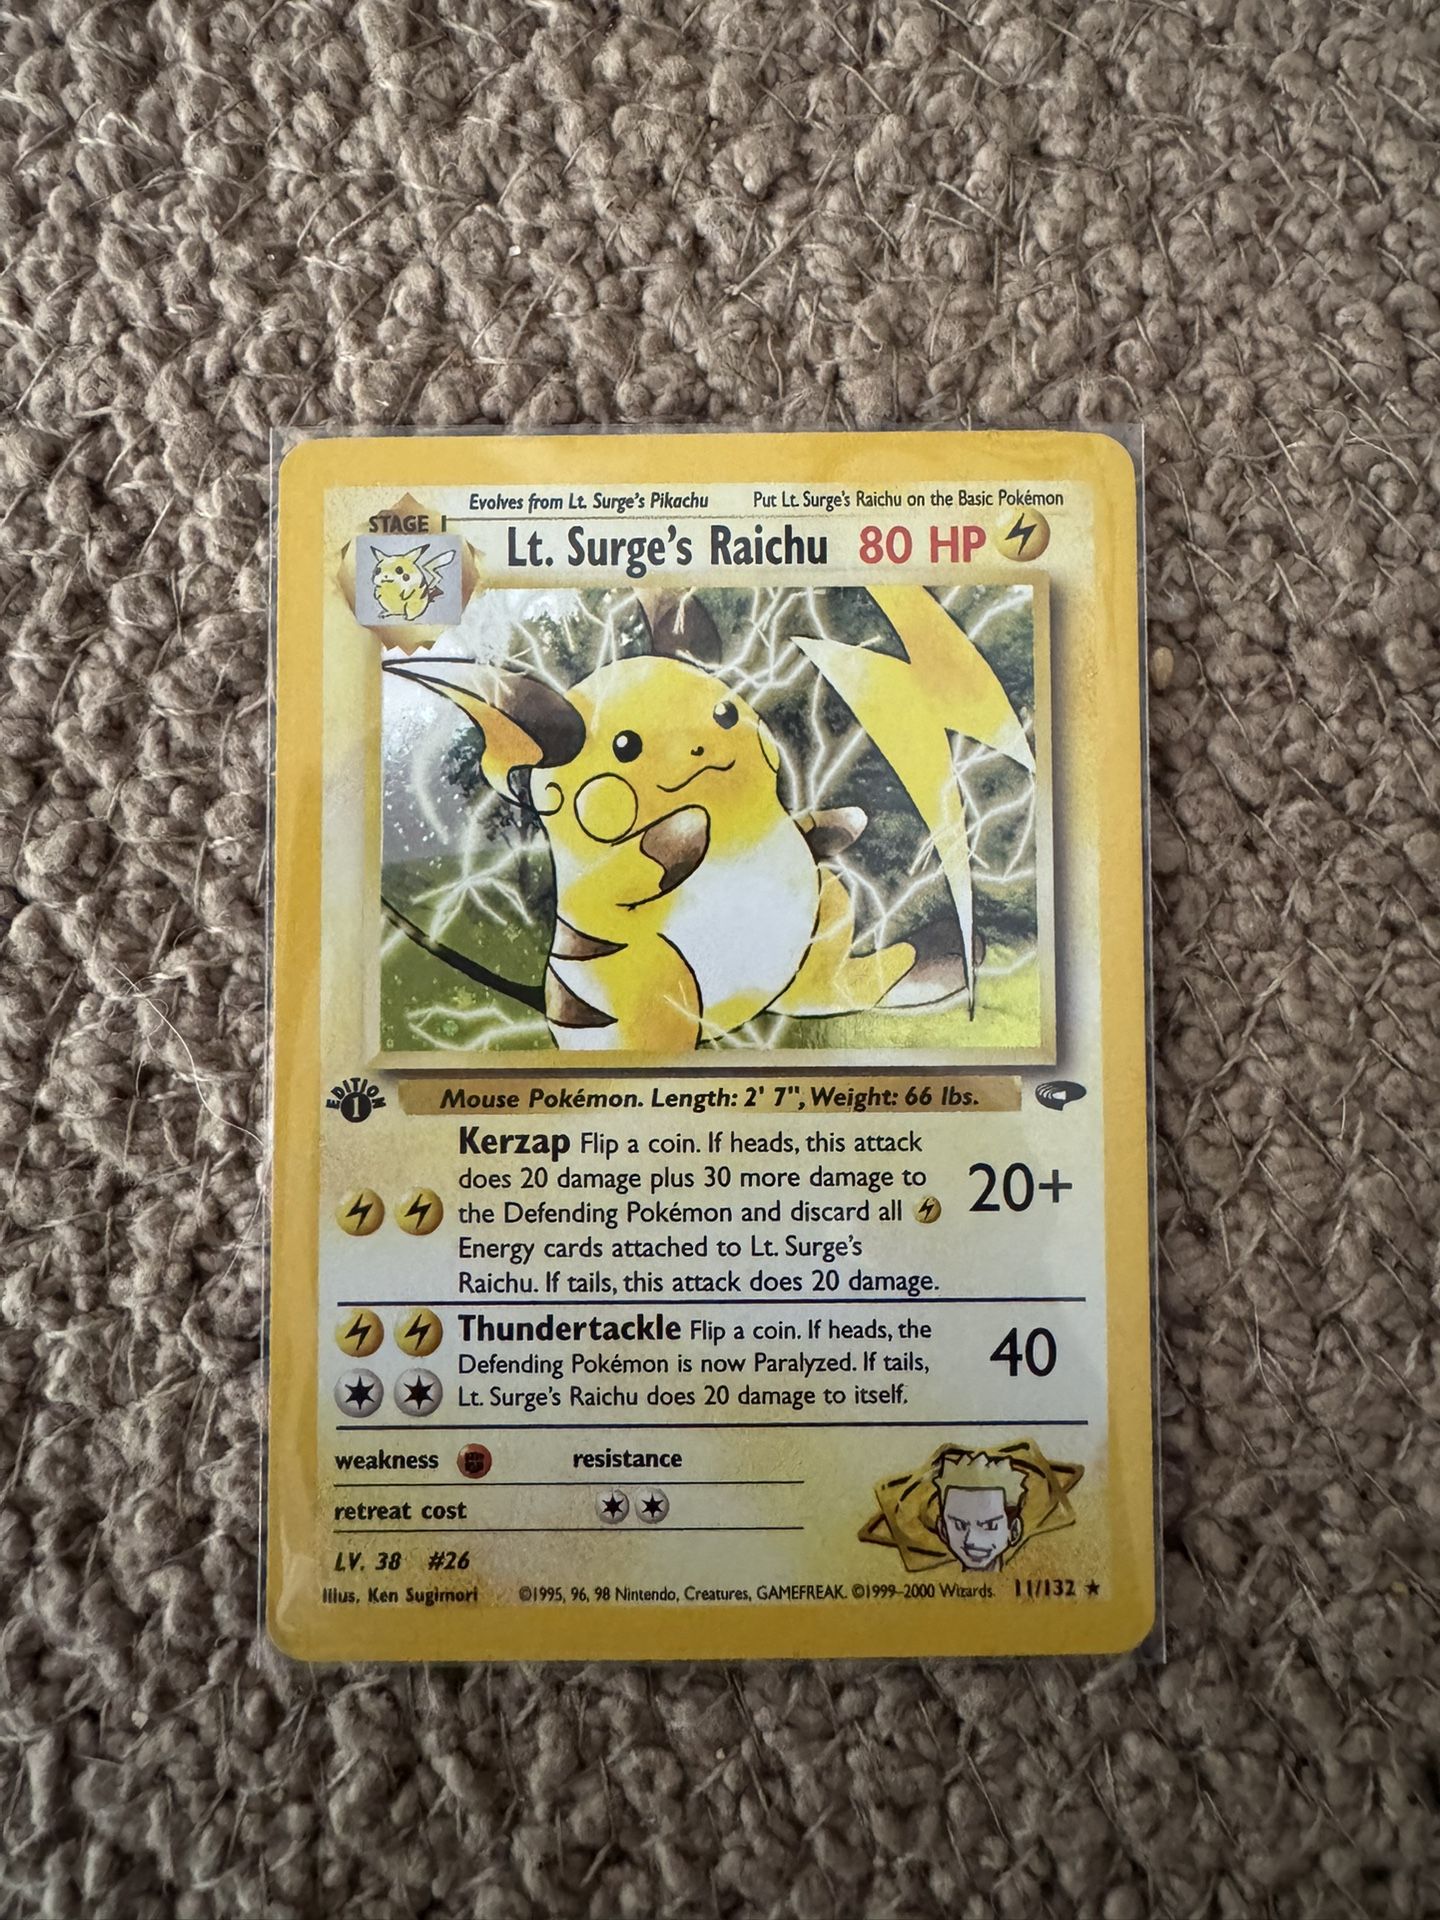 Evolves from Lt. Surge's Pikachu Put Lt. Surge's Raichu on the Basic Pokémon
STAGE 1
Lt. Surge's Raichu 80 HP
EDITION
1
Mouse Pokémon. Length: 2' 7", Weight: 66 lbs.
Kerzap Flip a coin. If heads, this attack
does 20 damage plus 30 more damage to
the Defending Pokémon and discard all
Energy cards attached to Lt. Surge's
Raichu. If tails, this attack does 20 damage.
20+
Thundertackle Flip a coin. If heads, the
Defending Pokémon is now Paralyzed. If tails,
Lt. Surge's Raichu does 20 damage to itself.
40
weakness resistance
retreat cost
LV. 38 #26
Illus. Ken Sugimori ©1995, 96, 98 Nintendo, Creatures, GAMEFREAK. ©1999-2000 Wizards. 11/132 ★